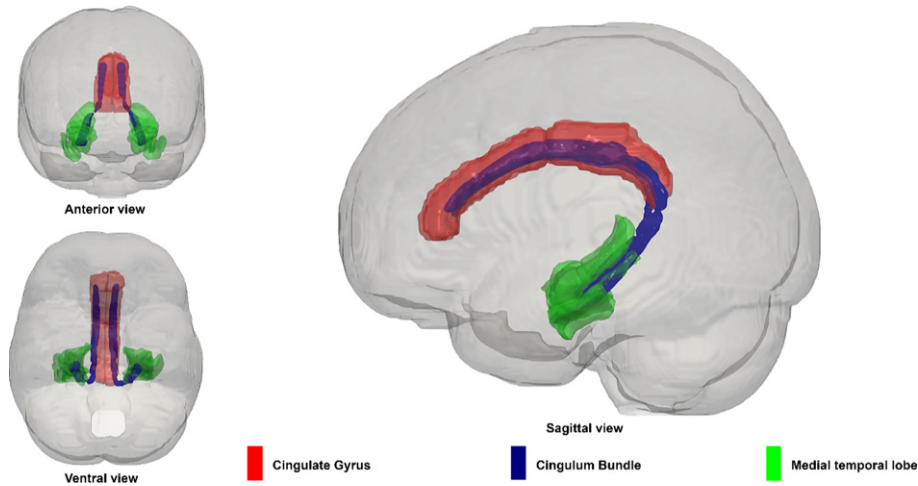 Anterior view
Ventral view
Sagittal view
Cingulate Gyrus
Cingulum Bundle
Medial temporal lobe